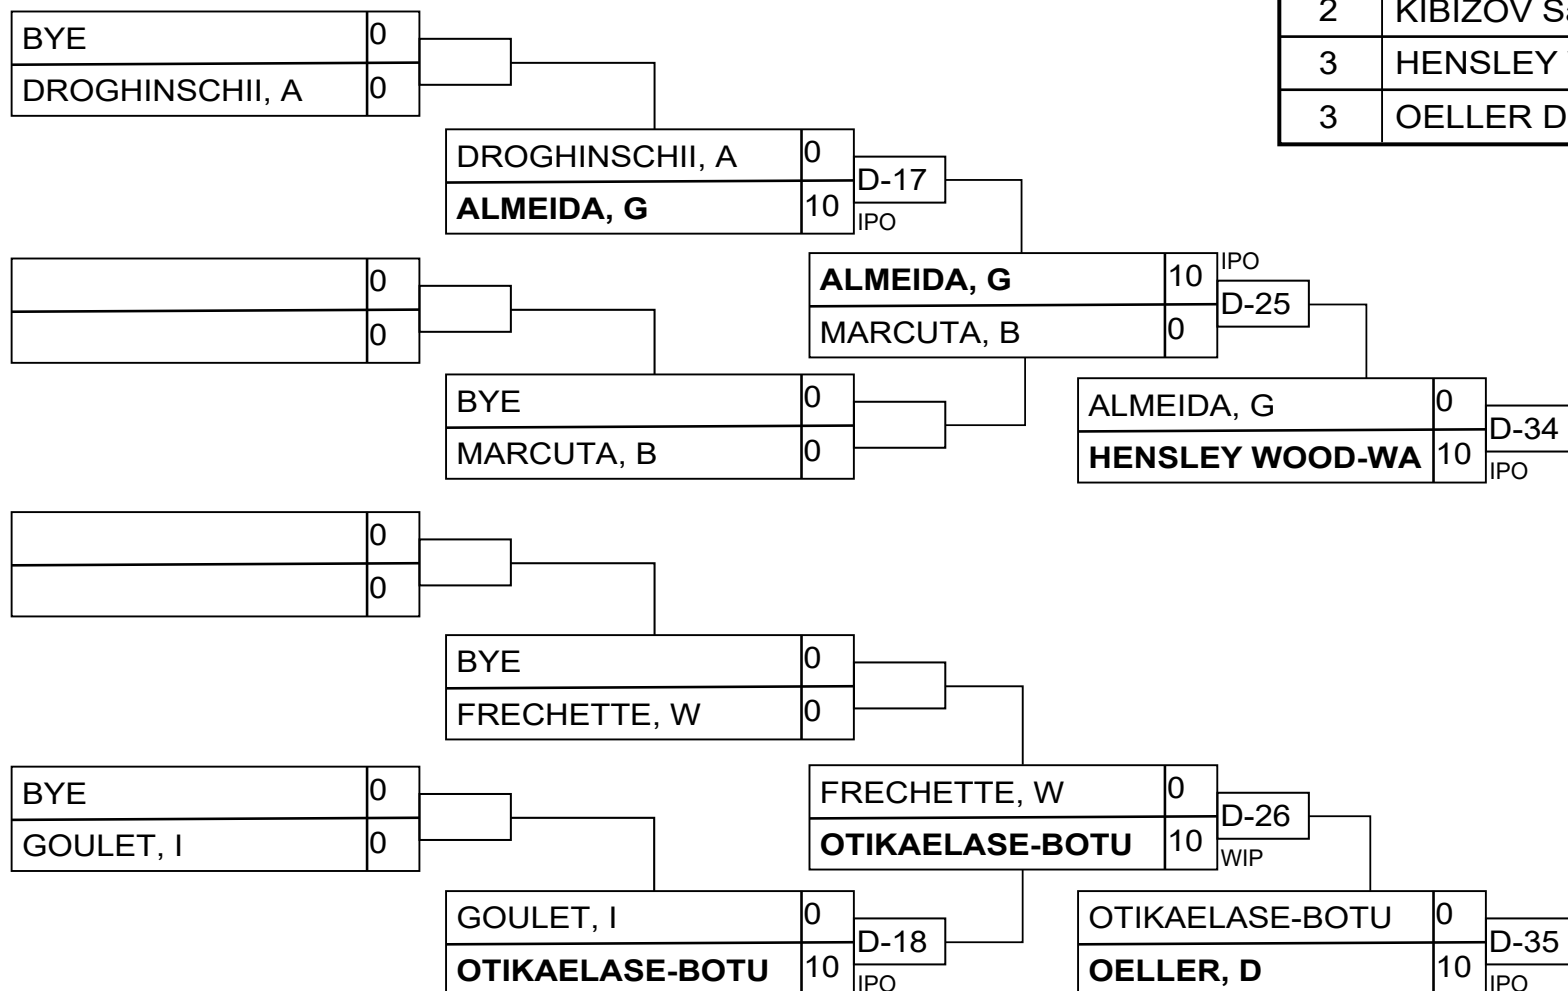 2 KIBIZOV
3 HENSLEY
3 OELLER D
BYE 0
DROGHINSCHII, A 0
DROGHINSCHII, A 0
D-17
ALMEIDA, G 10
IPO
0
0
ALMEIDA, G 10
IPO
D-25
MARCUTA, B 0
BYE 0
MARCUTA, B 0
ALMEIDA, G 0
D-34
HENSLEY WOOD-WA 10
IPO
0
0
BYE 0
FRECHETTE, W 0
BYE 0
GOULET, I 0
FRECHETTE, W 0
D-26
OTIKAELASE-BOTU 10
WIP
GOULET, I 0
D-18
OTIKAELASE-BOTU 10
IPO
OTIKAELASE-BOTU 0
D-35
OELLER, D 10
IPO